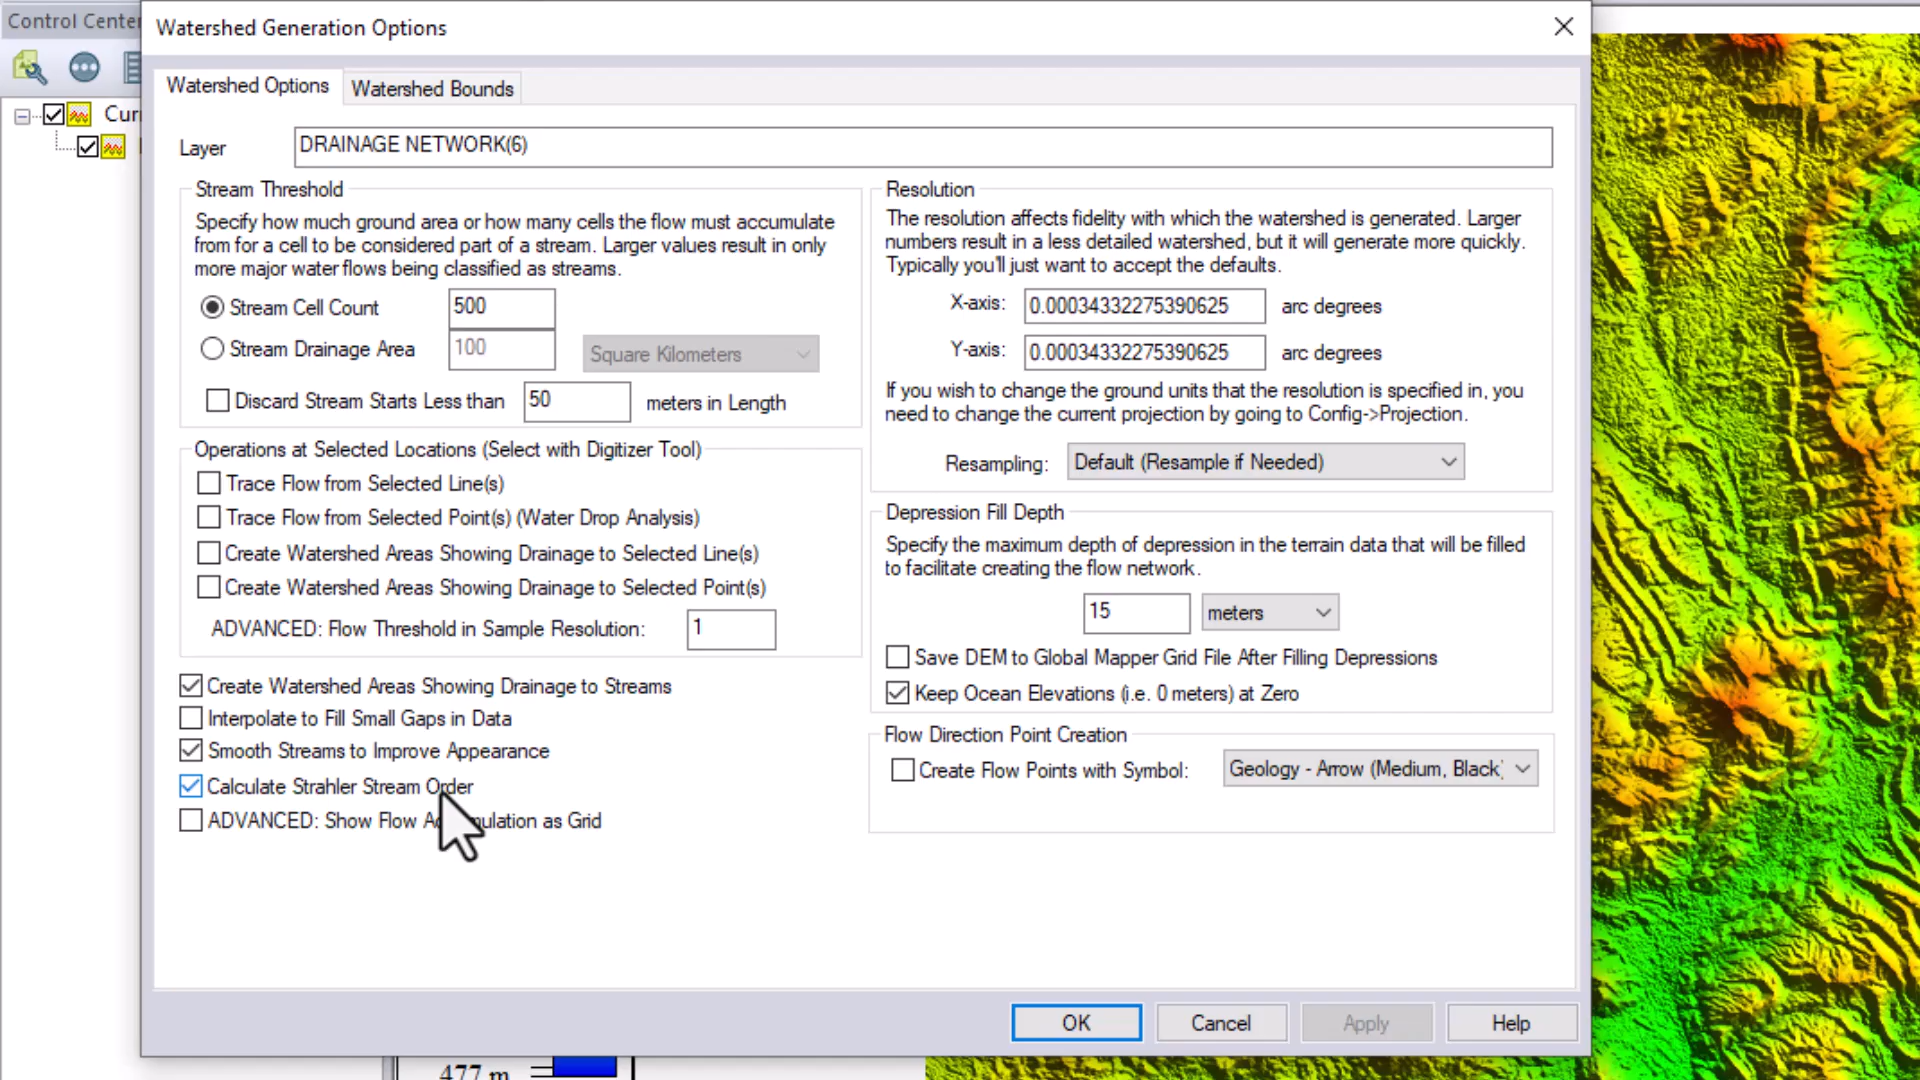 Control Center
Watershed Generation Options
Watershed Options
Watershed Bounds
Layer
DRAINAGE NETWORK(6)
Stream Threshold
Specify how much ground area or how many cells the flow must accumulate
from for a cell to be considered part of a stream. Larger values result in only
more major water flows being classified as streams.
Stream Cell Count 500
Stream Drainage Area 100 Square Kilometers
Discard Stream Starts Less than 50 meters in Length
Operations at Selected Locations (Select with Digitizer Tool)
Trace Flow from Selected Line(s)
Trace Flow from Selected Point(s) (Water Drop Analysis)
Create Watershed Areas Showing Drainage to Selected Line(s)
Create Watershed Areas Showing Drainage to Selected Point(s)
ADVANCED: Flow Threshold in Sample Resolution: 1
Create Watershed Areas Showing Drainage to Streams
Interpolate to Fill Small Gaps in Data
Smooth Streams to Improve Appearance
Calculate Strahler Stream Order
ADVANCED: Show Flow Accumulation as Grid
Resolution
The resolution affects fidelity with which the watershed is generated. Larger
numbers result in a less detailed watershed, but it will generate more quickly.
Typically you'll just want to accept the defaults.
X-axis: 0.00034332275390625 arc degrees
Y-axis: 0.00034332275390625 arc degrees
If you wish to change the ground units that the resolution is specified in, you
need to change the current projection by going to Config->Projection.
Resampling: Default (Resample if Needed)
Depression Fill Depth
Specify the maximum depth of depression in the terrain data that will be filled
to facilitate creating the flow network.
15 meters
Save DEM to Global Mapper Grid File After Filling Depressions
Keep Ocean Elevations (i.e. 0 meters) at Zero
Flow Direction Point Creation
Create Flow Points with Symbol: Geology - Arrow (Medium, Black)
OK
Cancel
Apply
Help
477 m